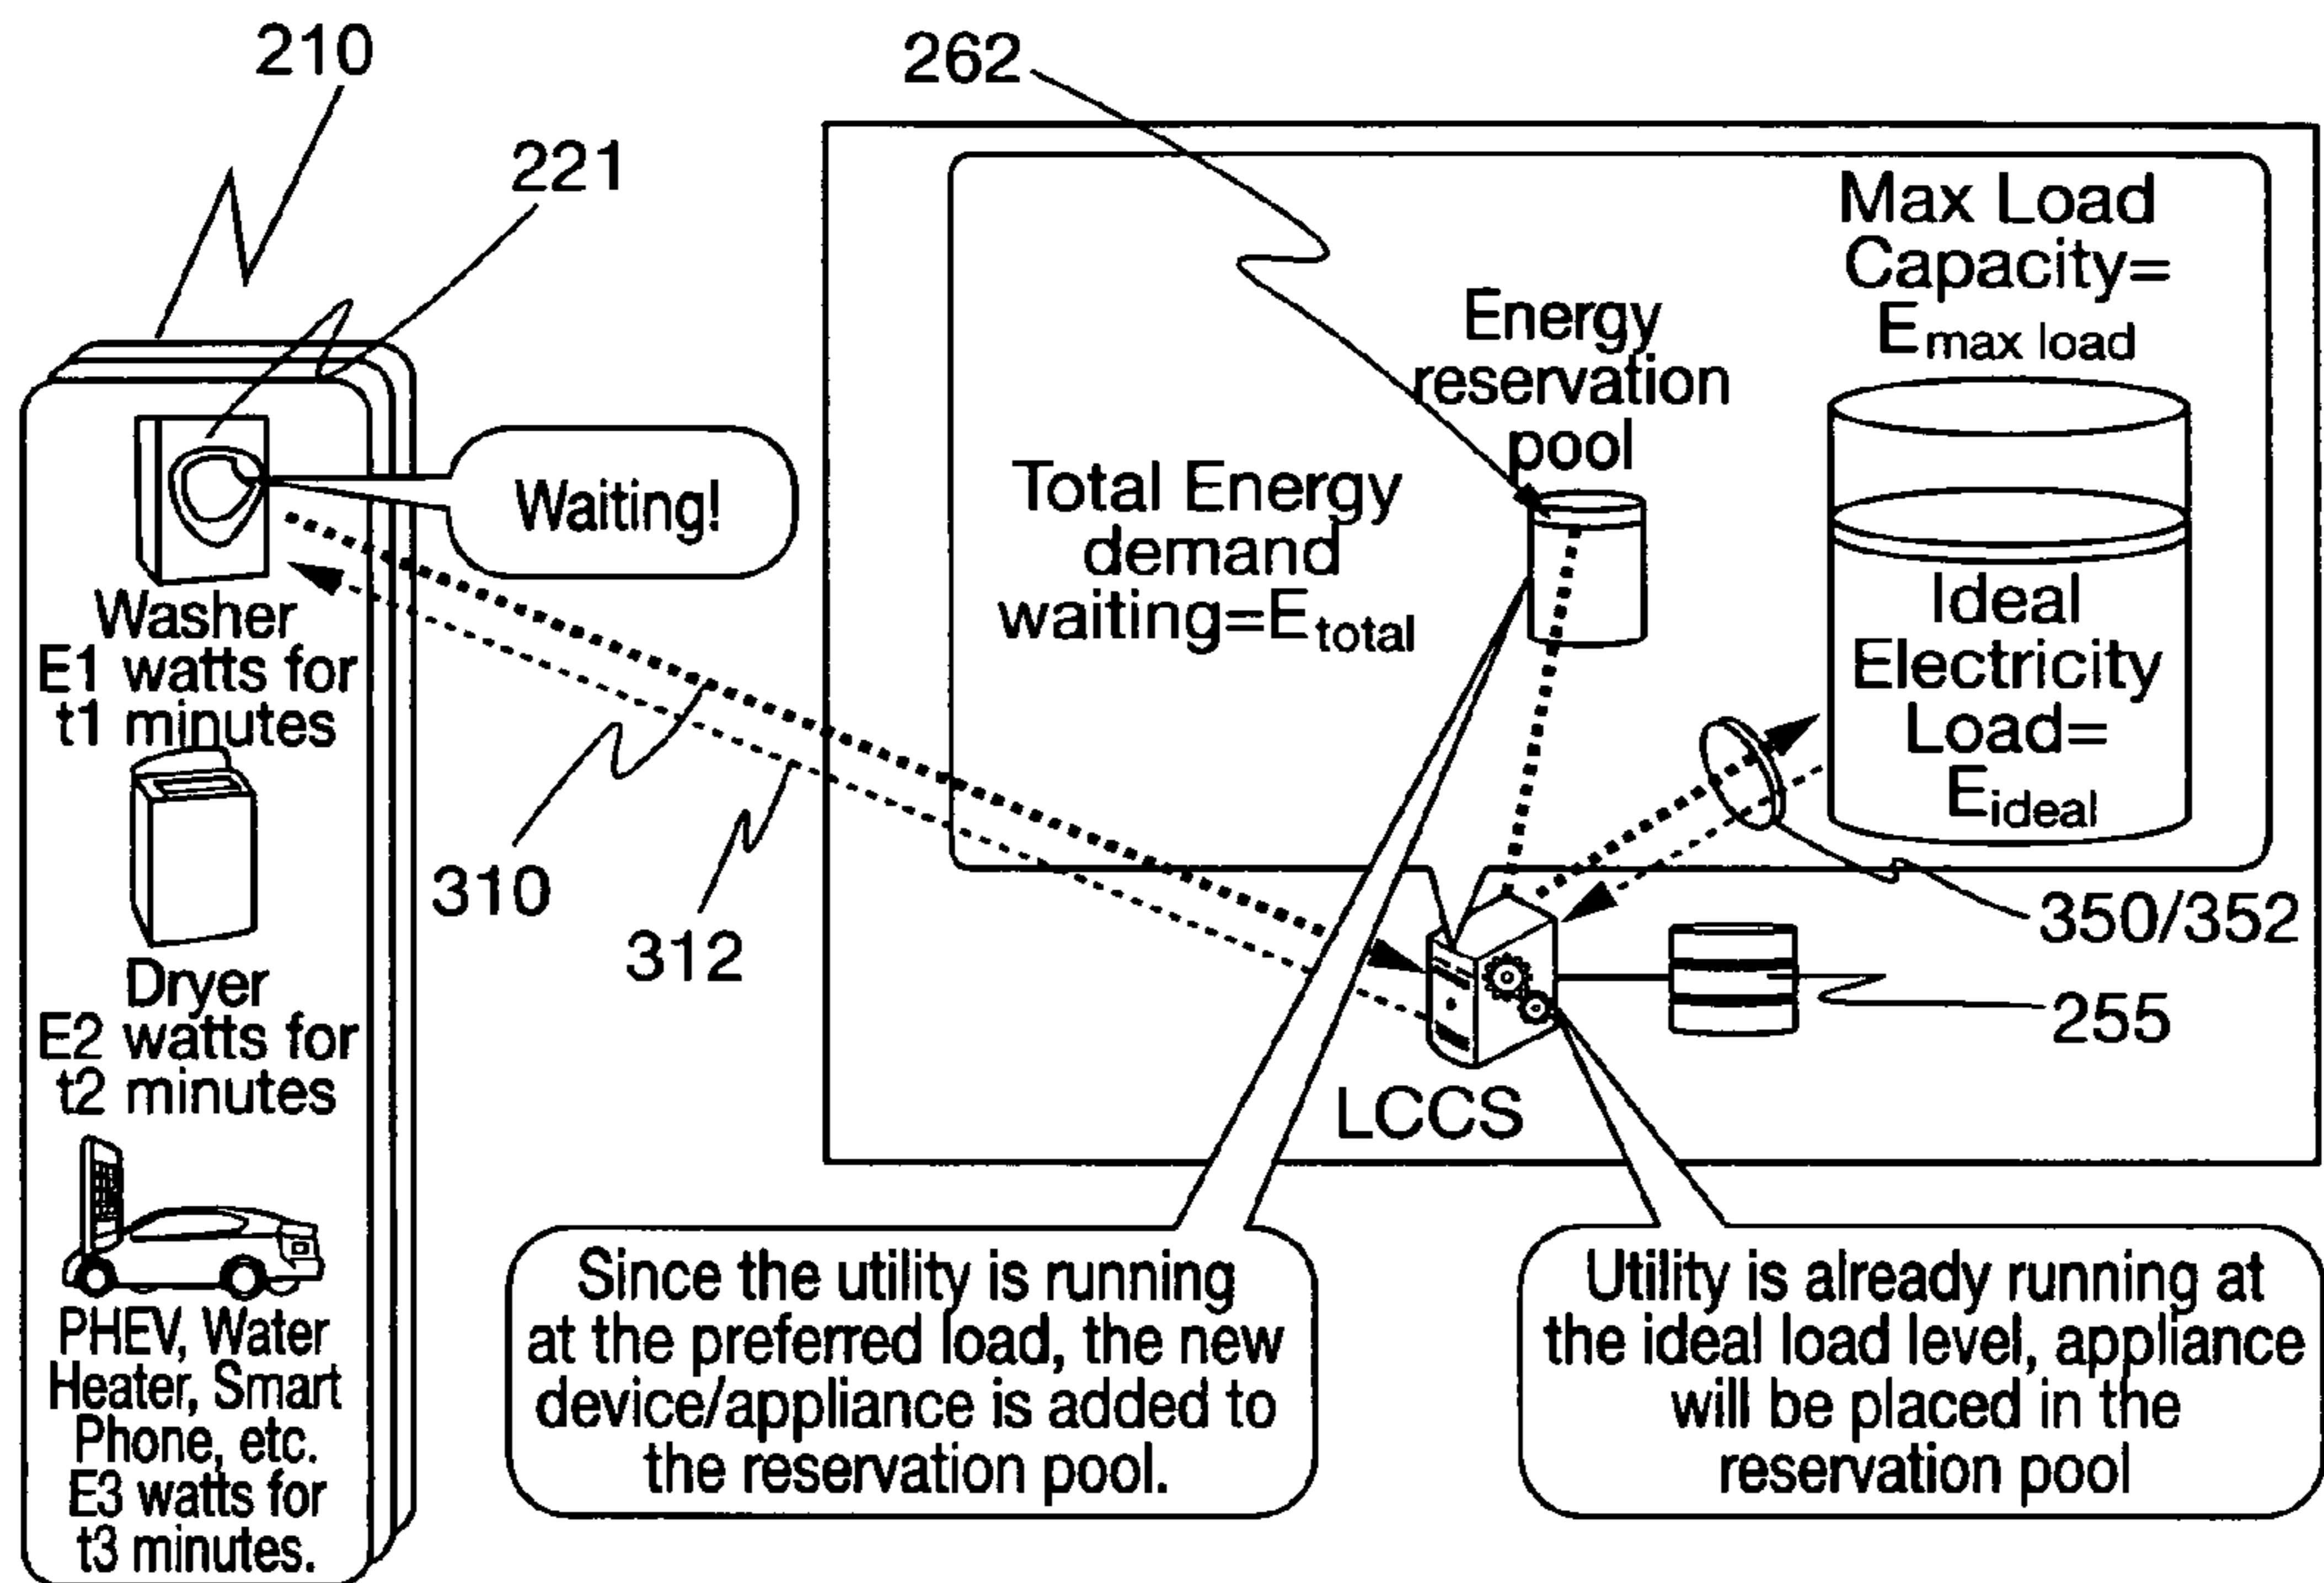 210
262
221
Max Load
Capacity=
E max load
Energy
reservation
pool
Total Energy
demand
waiting=Etotal
Waiting!
Ideal
Electricity
Load=
Eideal
Washer
E1 watts for
t1 minutes
310
312
350/352
255
LCCS
Dryer
E2 watts for
t2 minutes
PHEV, Water
Heater, Smart
Phone, etc.
E3 watts for
t3 minutes.
Since the utility is running
at the preferred load, the new
device/appliance is added to
the reservation pool.
Utility is already running at
the ideal load level, appliance
will be placed in the
reservation pool